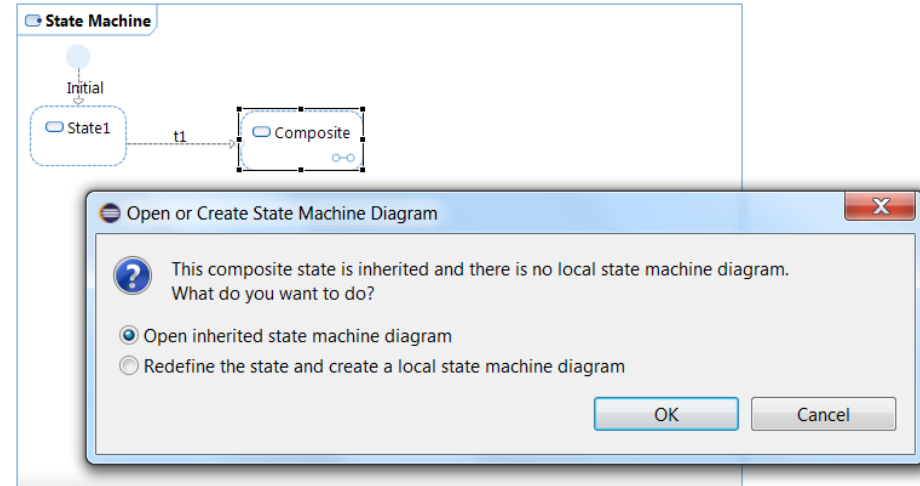 State Machine
Initial
State1
t1
Composite
Open or Create State Machine Diagram
This composite state is inherited and there is no local state machine diagram.
What do you want to do?
Open inherited state machine diagram
Redefine the state and create a local state machine diagram
OK
Cancel